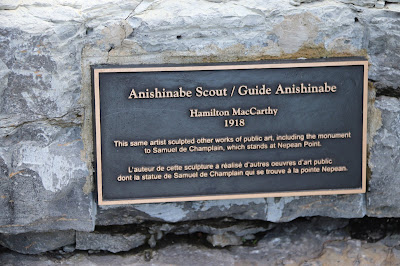 Anishinabe Scout / Guide Anishinabe
Hamilton MacCarthy
1918
This same artist sculpted other works of public art, including the monument
to Samuel de Champlain, which stands at Nepean Point.
L'auteur de cette sculpture a réalisé d'autres oeuvres d'art public
dont la statue de Samuel de Champlain qui se trouve à la pointe Nepean.